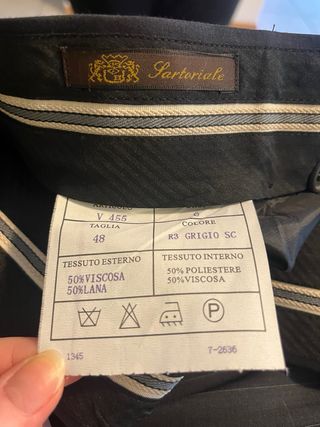 Sartoriale
ARTICOLO
V 455
TAGLIA COLORE
48 R3 GRIGIO SC
TESSUTO ESTERNO TESSUTO INTERNO
50%VISCOSA 50%POLIESTERE
50%LANA 50%VISCOSA
P
1345 7-2636